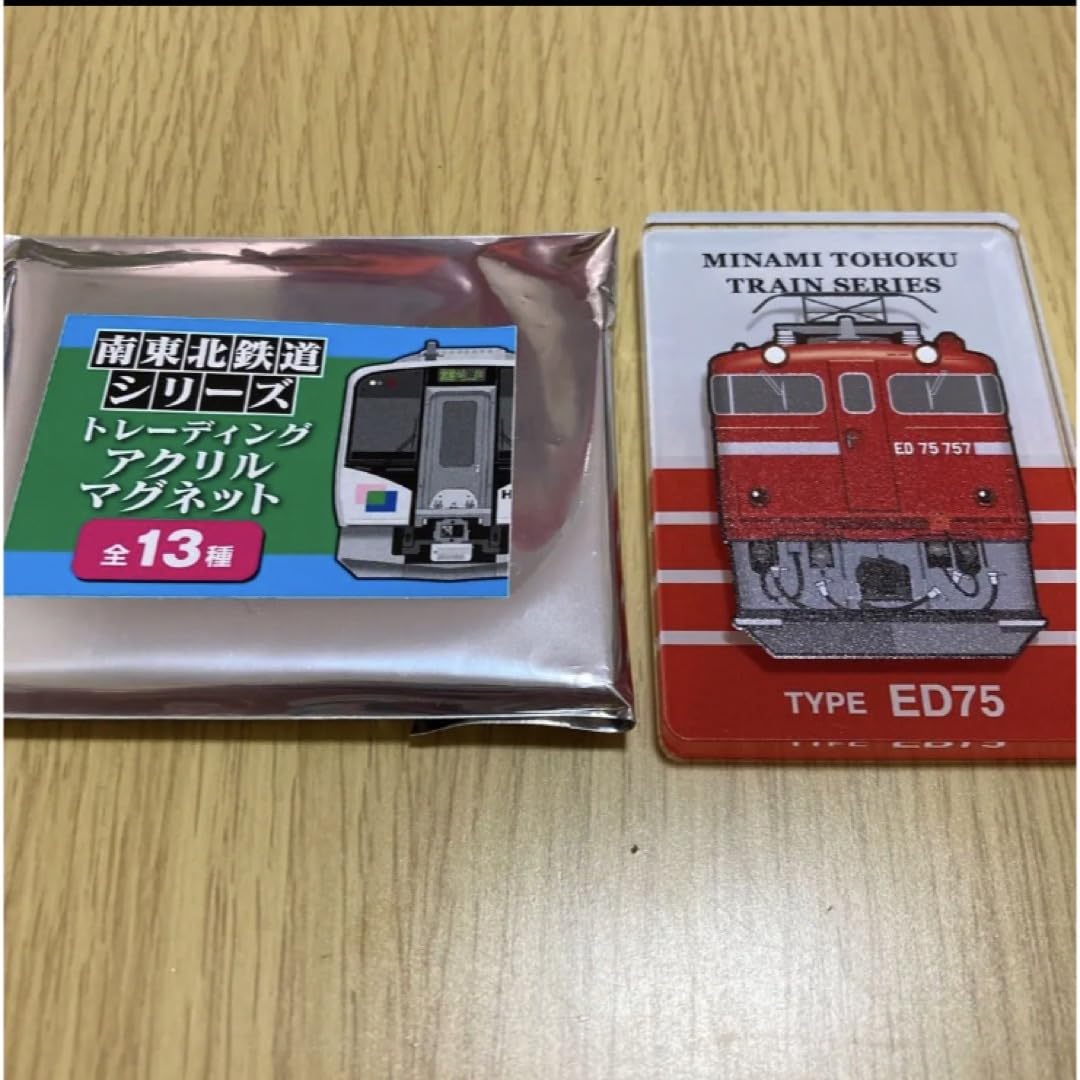 南東北鉄道
シリーズ
トレーディング
アクリル
マグネット
全13種
H
MINAMI TOHOKU
TRAIN SERIES
ED 75 757
TYPE ED75